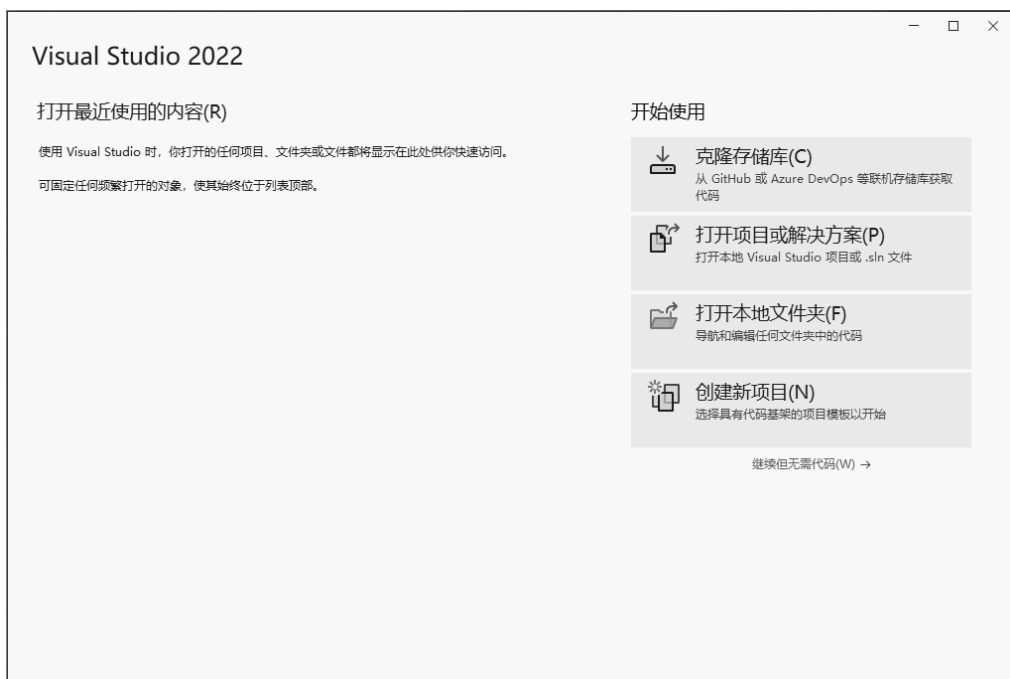 Visual Studio 2022
打开最近使用的内容(R)
使用 Visual Studio 时，你打开的任何项目、文件夹或文件都将显示在此处供你快速访问。
可固定任何频繁打开的对象，使其始终位于列表顶部。
开始使用
克隆存储库(C)
从 GitHub 或 Azure DevOps 等联机存储库获取
代码
打开项目或解决方案(P)
打开本地 Visual Studio 项目或 .sln 文件
打开本地文件夹(F)
导航和编辑任何文件夹中的代码
创建新项目(N)
选择具有代码基架的项目模板以开始
继续但无需代码(W) →